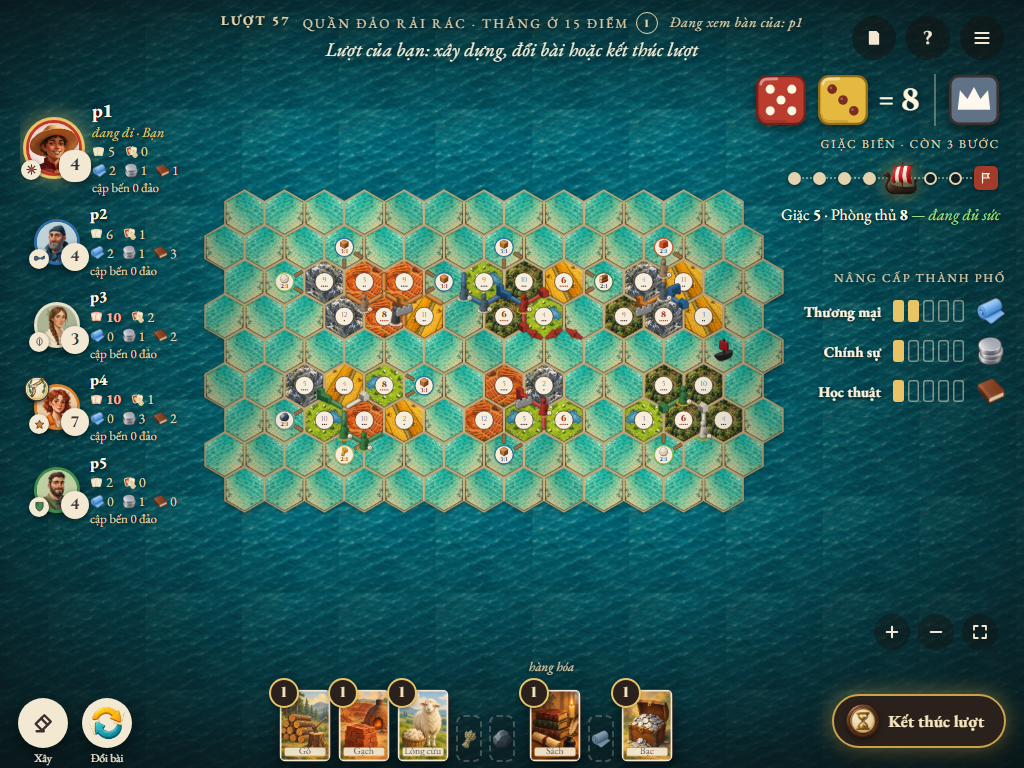 LƯỢT 57 QUẦN ĐẢO RẢI RÁC · THẮNG Ở 15 ĐIỂM I Đang xem bàn của: p1
Lượt của bạn: xây dựng, đổi bài hoặc kết thúc lượt
?
= 8
GIẶC BIỂN · CÒN 3 BƯỚC
Giặc 5 · Phòng thủ 8 — đang đủ sức
NÂNG CẤP THÀNH PHỐ
Thương mại
Chính sự
Học thuật
p1
đang đi · Bạn
5 0
4
2 1 1
cập bến 0 đảo
p2
6 1
4
2 1 3
cập bến 0 đảo
p3
10 2
3
0 1 2
cập bến 0 đảo
p4
10 1
7
0 3 2
cập bến 0 đảo
p5
2 0
4
0 1 0
cập bến 0 đảo
hàng hóa
1 1 1 1 1
Gỗ Gạch Lông cừu Sách Bạc
Xây
Đổi bài
Kết thúc lượt